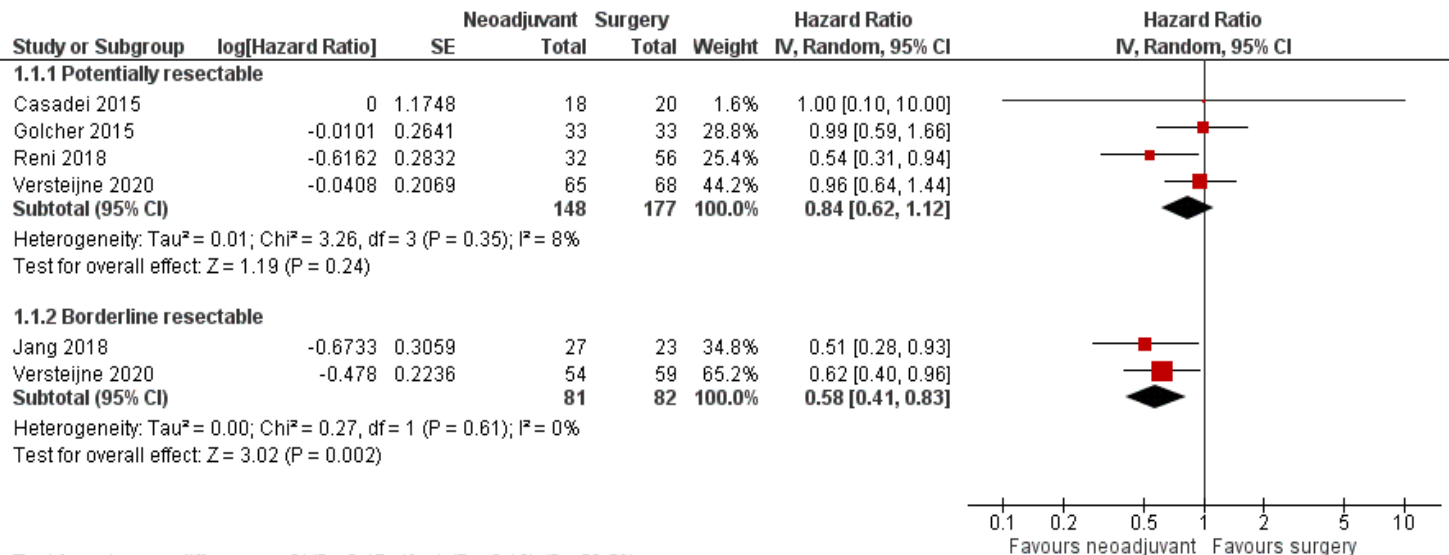 Neoadjuvant Surgery Hazard Ratio Hazard Ratio
Study or Subgroup log[Hazard Ratio] SE Total Total Weight IV, Random, 95% CI IV, Random, 95% CI
1.1.1 Potentially resectable
Casadei 2015 0 1.1748 18 20 1.6% 1.00 [0.10, 10.00]
Golcher 2015 -0.0101 0.2641 33 33 28.8% 0.99 [0.59, 1.66]
Reni 2018 -0.6162 0.2832 32 56 25.4% 0.54 [0.31, 0.94]
Versteijne 2020 -0.0408 0.2069 65 68 44.2% 0.96 [0.64, 1.44]
Subtotal (95% CI) 148 177 100.0% 0.84 [0.62, 1.12]
Heterogeneity: Tau² = 0.01; Chi² = 3.26, df = 3 (P = 0.35); I² = 8%
Test for overall effect: Z = 1.19 (P = 0.24)
1.1.2 Borderline resectable
Jang 2018 -0.6733 0.3059 27 23 34.8% 0.51 [0.28, 0.93]
Versteijne 2020 -0.478 0.2236 54 59 65.2% 0.62 [0.40, 0.96]
Subtotal (95% CI) 81 82 100.0% 0.58 [0.41, 0.83]
Heterogeneity: Tau² = 0.00; Chi² = 0.27, df = 1 (P = 0.61); I² = 0%
Test for overall effect: Z = 3.02 (P = 0.002)
0.1 0.2 0.5 1 2 5 10
Favours neoadjuvant Favours surgery